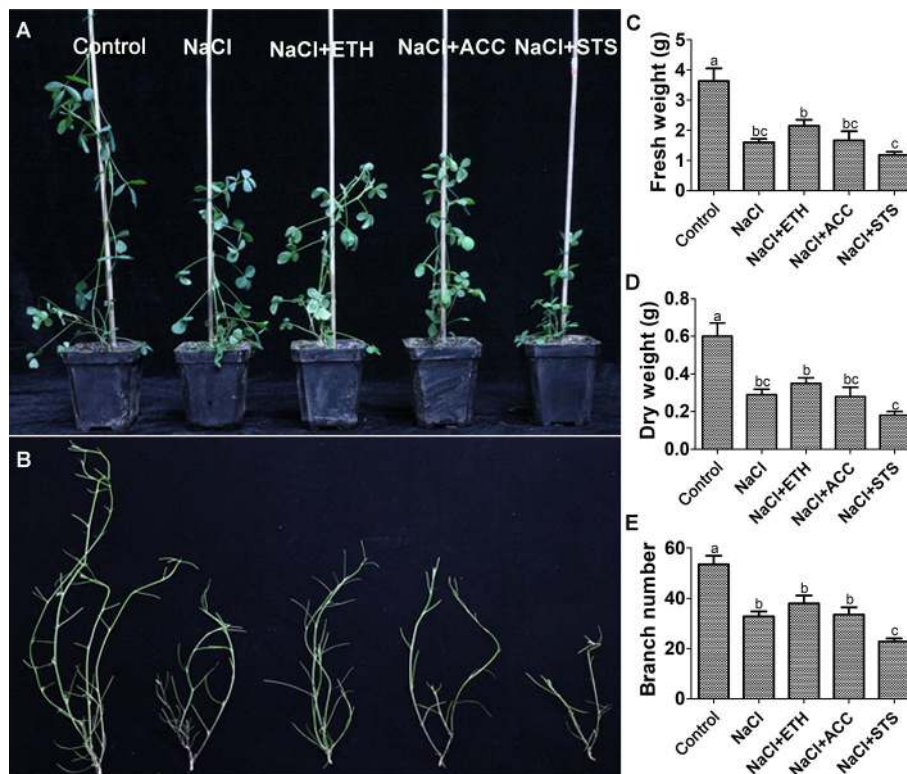 A
Control
NaCl
NaCl+ETH
NaCl+ACC
NaCl+STS
B
C
Fresh weight (g)
5
4
3
2
1
0
a
bc
b
bc
c
Control
NaCl
NaCl+ETH
NaCl+ACC
NaCl+STS
D
Dry weight (g)
0.8
0.6
0.4
0.2
0.0
a
bc
b
bc
c
Control
NaCl
NaCl+ETH
NaCl+ACC
NaCl+STS
E
Branch number
60
40
20
0
a
b
b
b
c
Control
NaCl
NaCl+ETH
NaCl+ACC
NaCl+STS